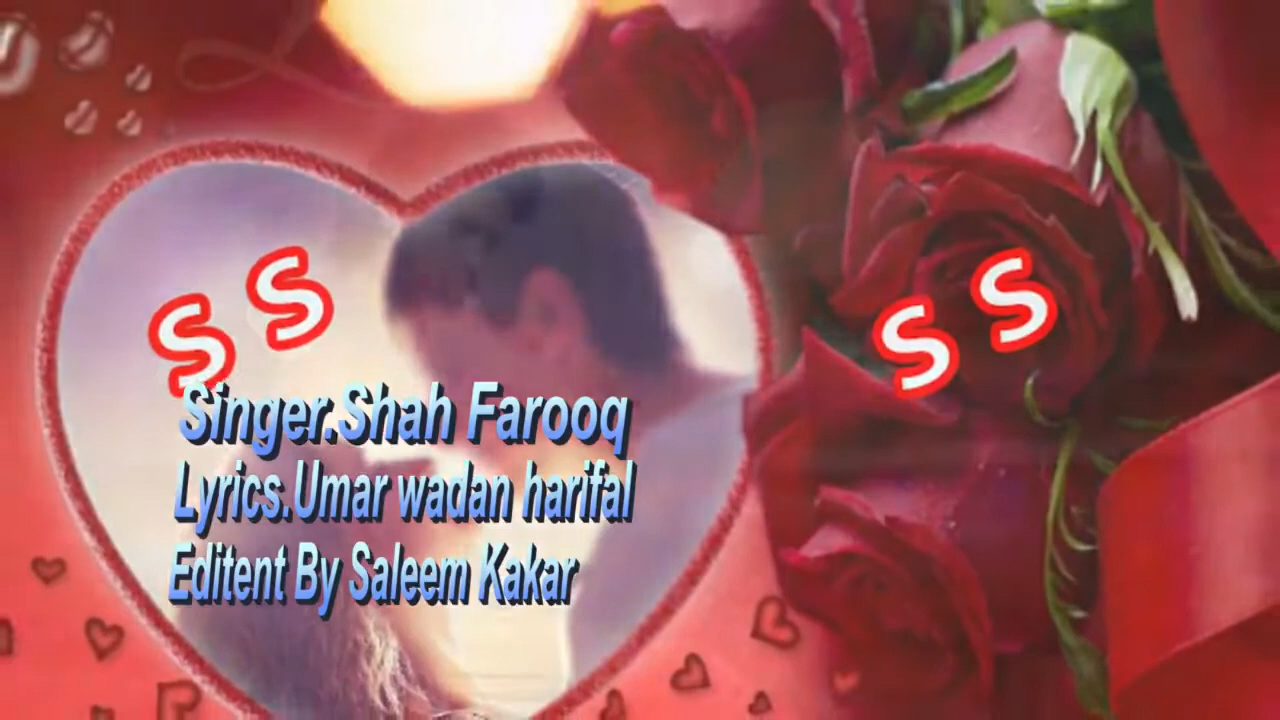 S S
S S
Singer.Shah Farooq
Lyrics.Umar wadan harifal
Editent By Saleem Kakar